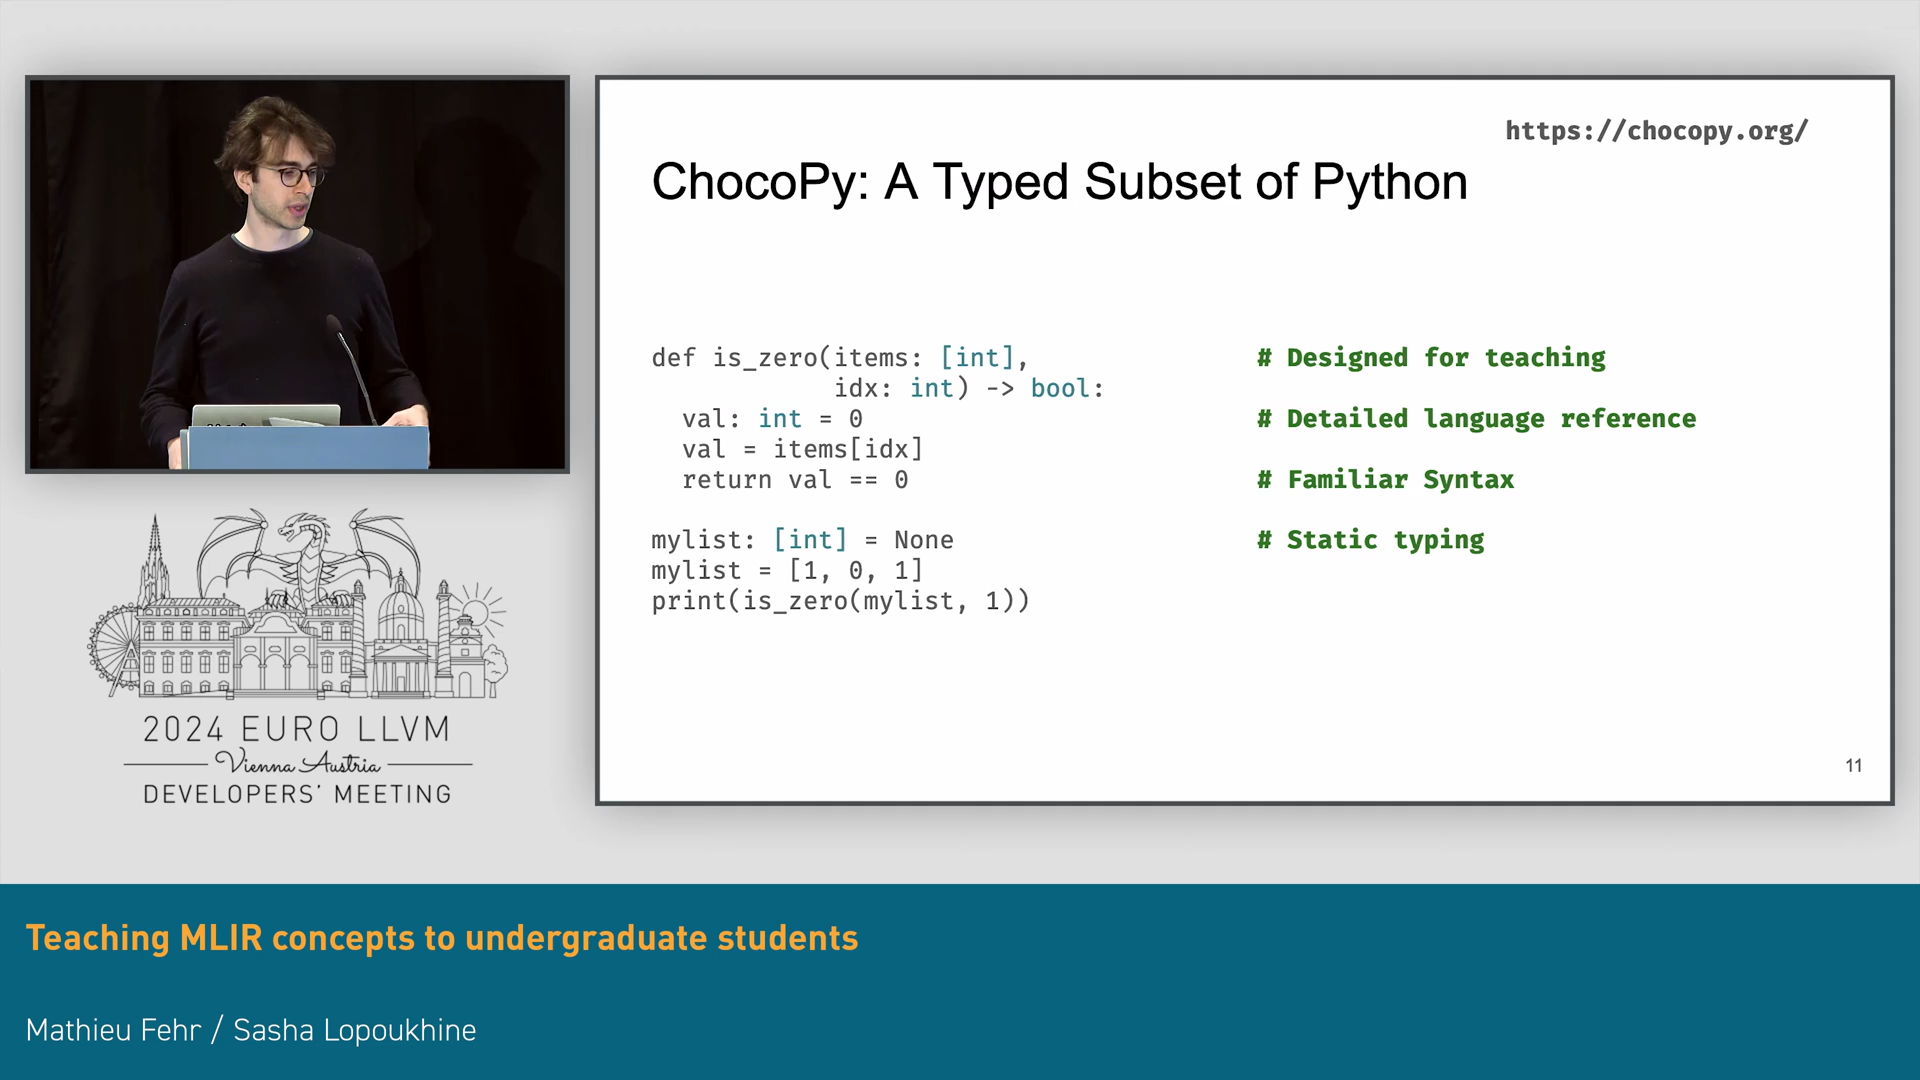 https://chocopy.org/
ChocoPy: A Typed Subset of Python
def is_zero(items: [int],
idx: int) -> bool:
val: int = 0
val = items[idx]
return val == 0
mylist: [int] = None
mylist = [1, 0, 1]
print(is_zero(mylist, 1))
# Designed for teaching
# Detailed language reference
# Familiar Syntax
# Static typing
11
2024 EURO LLVM
Vienna Austria
DEVELOPERS' MEETING
Teaching MLIR concepts to undergraduate students
Mathieu Fehr / Sasha Lopoukhine